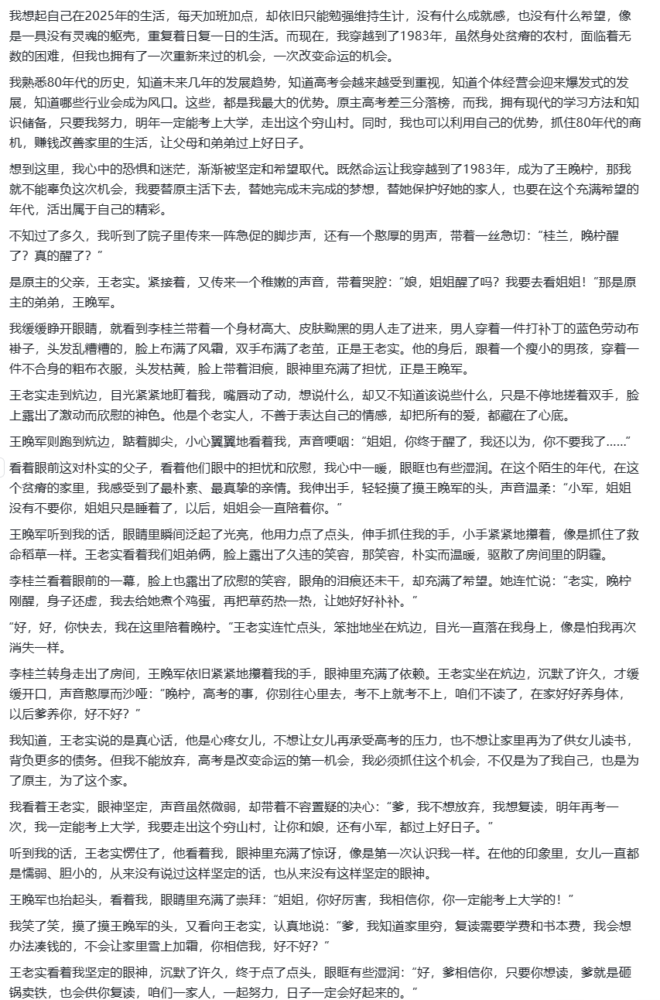 我想起自己在2025年的生活，每天加班加点，却依旧只能勉强维持生计，没有什么成就感，也没有什么希望，像
是一具没有灵魂的躯壳，重复着日复一日的生活。而现在，我穿越到了1983年，虽然身处贫瘠的农村，面临着无
数的困难，但我也拥有了一次重新来过的机会，一次改变命运的机会。
我熟悉80年代的历史，知道未来几年的发展趋势，知道高考会越来越受到重视，知道个体经营会迎来爆发式的发
展，知道哪些行业会成为风口。这些，都是我最大的优势。原主高考差三分落榜，而我，拥有现代的学习方法和知
识储备，只要我努力，明年一定能考上大学，走出这个穷山村。同时，我也可以利用自己的优势，抓住80年代的商
机，赚钱改善家里的生活，让父母和弟弟过上好日子。
想到这里，我心中的恐惧和迷茫，渐渐被坚定和希望取代。既然命运让我穿越到了1983年，成为了王晚柠，那我
就不能辜负这次机会，我要替原主活下去，替她完成未完成的梦想，替她保护好她的家人，也要在这个充满希望的
年代，活出属于自己的精彩。
不知过了多久，我听到了院子里传来一阵急促的脚步声，还有一个憨厚的男声，带着一丝急切：“桂兰，晚柠醒
了？真的醒了？”
是原主的父亲，王老实。紧接着，又传来一个稚嫩的声音，带着哭腔：“娘，姐姐醒了吗？我要去看姐姐！”那是原
主的弟弟，王晚军。
我缓缓睁开眼睛，就看到李桂兰带着一个身材高大、皮肤黝黑的男人走了进来，男人穿着一件打补丁的蓝色劳动布
褂子，头发乱糟糟的，脸上布满了风霜，双手布满了老茧，正是王老实。他的身后，跟着一个瘦小的男孩，穿着一
件不合身的粗布衣服，头发枯黄，脸上带着泪痕，眼神里充满了担忧，正是王晚军。
王老实走到炕边，目光紧紧地盯着我，嘴唇动了动，想说什么，却又不知道该说些什么，只是不停地搓着双手，脸
上露出了激动而欣慰的神色。他是个老实人，不善于表达自己的情感，却把所有的爱，都藏在了心底。
王晚军则跑到炕边，踮着脚尖，小心翼翼地看着我，声音哽咽：“姐姐，你终于醒了，我还以为，你不要我了……”
看着眼前这对朴实的父子，看着他们眼中的担忧和欣慰，我心中一暖，眼眶也有些湿润。在这个陌生的年代，在这
个贫瘠的家里，我感受到了最朴素、最真挚的亲情。我伸出手，轻轻摸了摸王晚军的头，声音温柔：“小军，姐姐
没有不要你，姐姐只是睡着了，以后，姐姐会一直陪着你。”
王晚军听到我的话，眼睛里瞬间泛起了光亮，他用力点了点头，伸手抓住我的手，小手紧紧地攥着，像是抓住了救
命稻草一样。王老实看着我们姐弟俩，脸上露出了久违的笑容，那笑容，朴实而温暖，驱散了房间里的阴霾。
李桂兰看着眼前的一幕，脸上也露出了欣慰的笑容，眼角的泪痕还未干，却充满了希望。她连忙说：“老实，晚柠
刚醒，身子还虚，我去给她煮个鸡蛋，再把草药热一热，让她好好补补。”
“好，好，你快去，我在这里陪着晚柠。”王老实连忙点头，笨拙地坐在炕边，目光一直落在我身上，像是怕我再次
消失一样。
李桂兰转身走出了房间，王晚军依旧紧紧地攥着我的手，眼神里充满了依赖。王老实坐在炕边，沉默了许久，才缓
缓开口，声音憨厚而沙哑：“晚柠，高考的事，你别往心里去，考不上就考不上，咱们不读了，在家好好养身体，
以后爹养你，好不好？”
我知道，王老实说的是真心话，他是心疼女儿，不想让女儿再承受高考的压力，也不想让家里再为了供女儿读书，
背负更多的债务。但我不能放弃，高考是改变命运的第一机会，我必须抓住这个机会，不仅是为了我自己，也是为
了原主，为了这个家。
我看着王老实，眼神坚定，声音虽然微弱，却带着不容置疑的决心：“爹，我不想放弃，我想复读，明年再考一
次，我一定能考上大学，我要走出这个穷山村，让你和娘，还有小军，都过上好日子。”
听到我的话，王老实愣住了，他看着我，眼神里充满了惊讶，像是第一次认识我一样。在他的印象里，女儿一直都
是懦弱、胆小的，从来没有说过这样坚定的话，也从来没有这样坚定的眼神。
王晚军也抬起头，看着我，眼睛里充满了崇拜：“姐姐，你好厉害，我相信你，你一定能考上大学的！”
我笑了笑，摸了摸王晚军的头，又看向王老实，认真地说：“爹，我知道家里穷，复读需要学费和书本费，我会想
办法凑钱的，不会让家里雪上加霜，你相信我，好不好？”
王老实看着我坚定的眼神，沉默了许久，终于点了点头，眼眶有些湿润：“好，爹相信你，只要你想读，爹就是砸
锅卖铁，也会供你复读，咱们一家人，一起努力，日子一定会好起来的。”